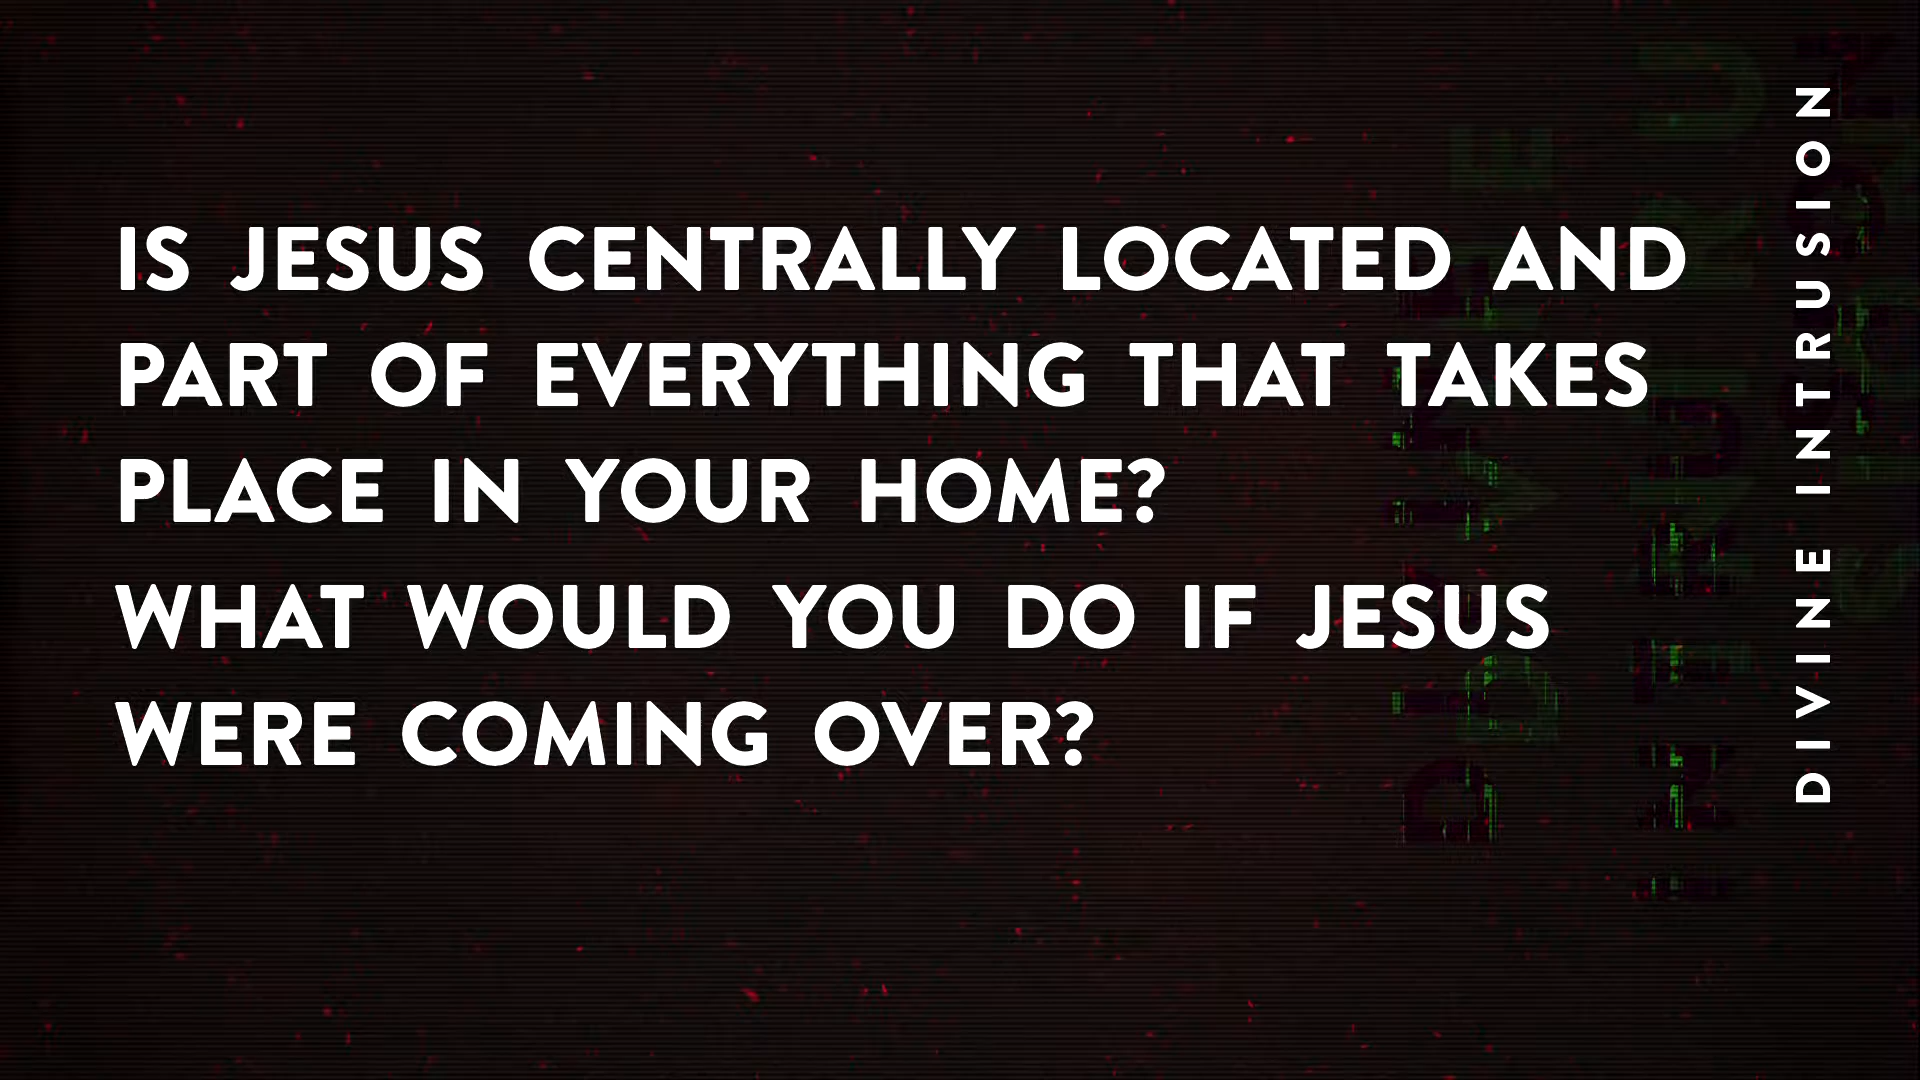 IS JESUS CENTRALLY LOCATED AND
PART OF EVERYTHING THAT TAKES
PLACE IN YOUR HOME?
WHAT WOULD YOU DO IF JESUS
WERE COMING OVER?
DIVINE INTRUSION